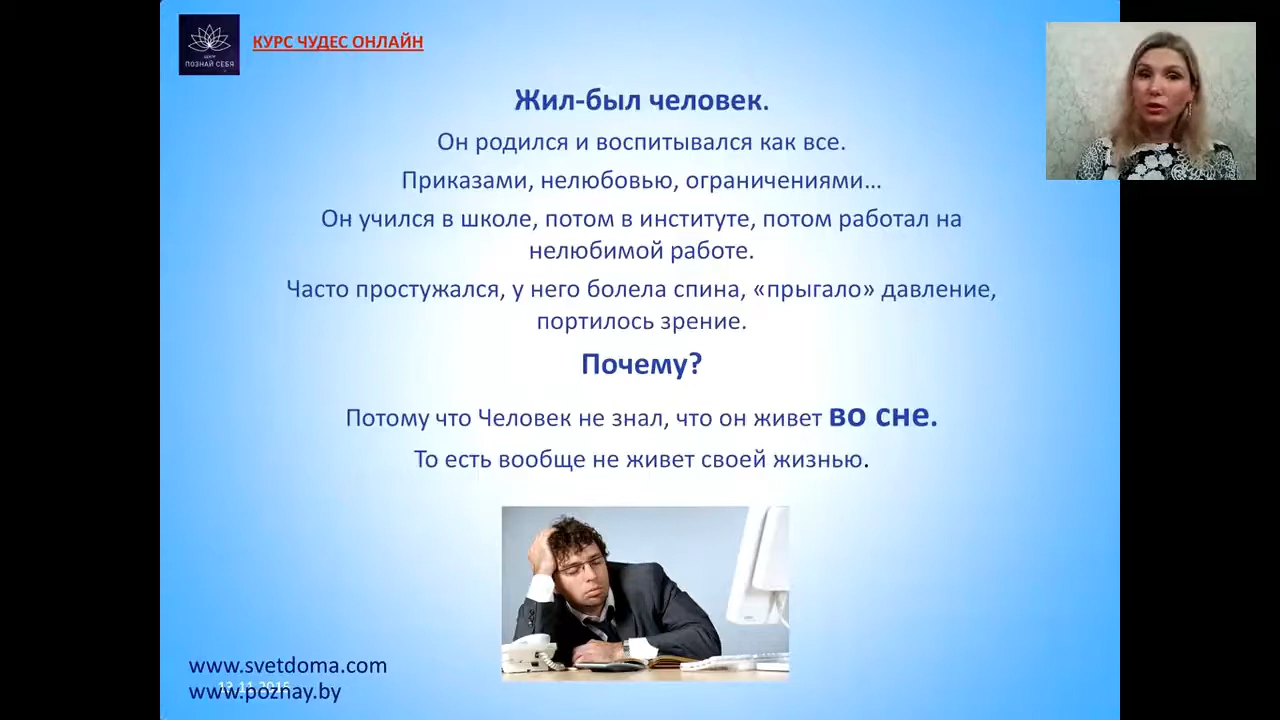 ЦЕНТР
ПОЗНАЙ СЕБЯ
КУРС ЧУДЕС ОНЛАЙН
Жил-был человек.
Он родился и воспитывался как все.
Приказами, нелюбовью, ограничениями…
Он учился в школе, потом в институте, потом работал на
нелюбимой работе.
Часто простужался, у него болела спина, «прыгало» давление,
портилось зрение.
Почему?
Потому что Человек не знал, что он живет во сне.
То есть вообще не живет своей жизнью.
www.svetdoma.com
www.poznay.by